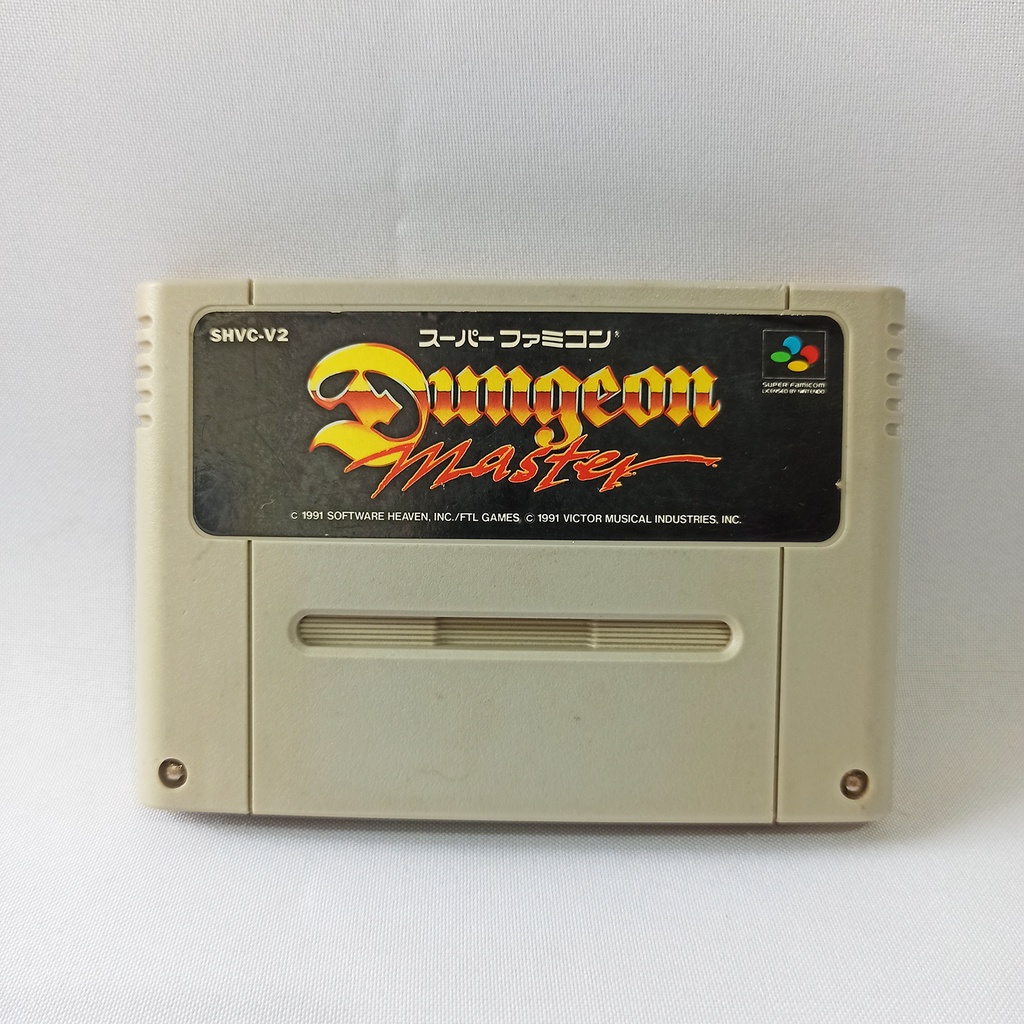 SHVC-V2
スーパーファミコン
Dungeon
Master
SUPER FAMICOM
LICENSED BY NINTENDO
© 1991 SOFTWARE HEAVEN, INC./FTL GAMES, © 1991 VICTOR MUSICAL INDUSTRIES, INC.